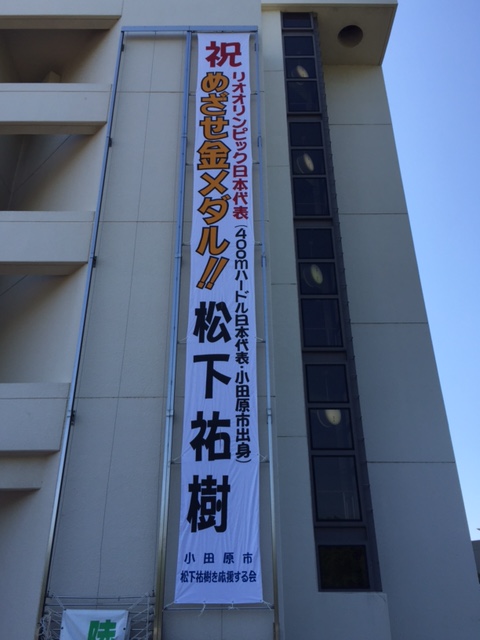 祝
リオオリンピック日本代表(400mハードル日本代表・小田原市出身)
めざせ金メダル!!
松下祐樹
小田原市
松下祐樹を応援する会
陸